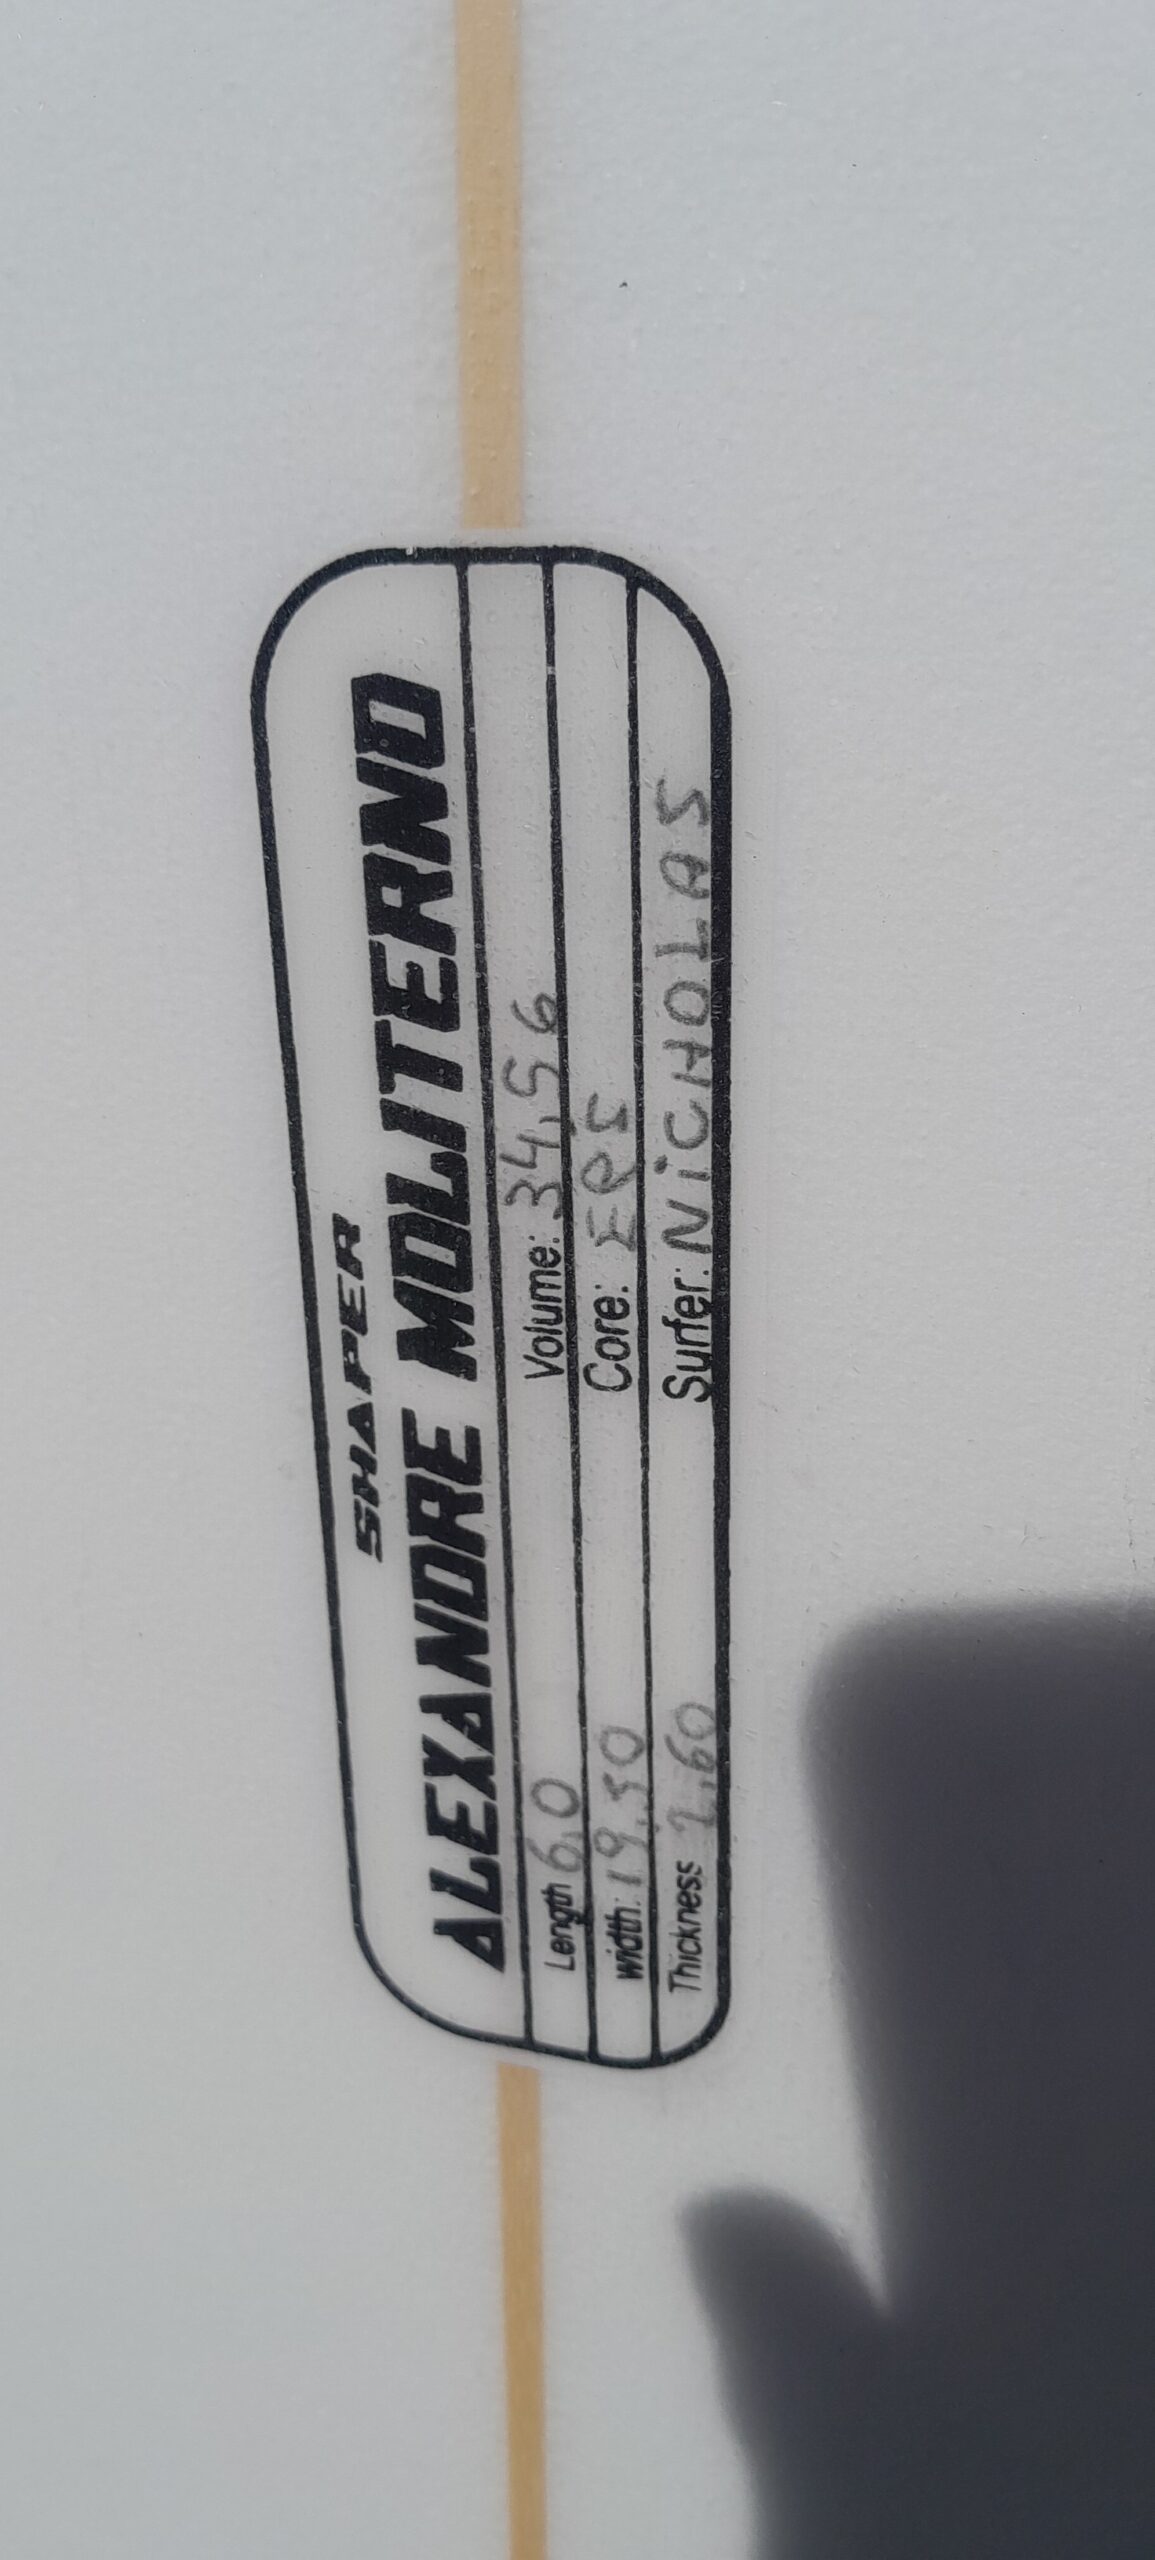 SHAPER
ALEXANDRE MOLITERNO
Length 6,0 Volume: 34,56
width: 19.50 Core: EPS
Thickness 2,60 Surfer: NiCHOLAS